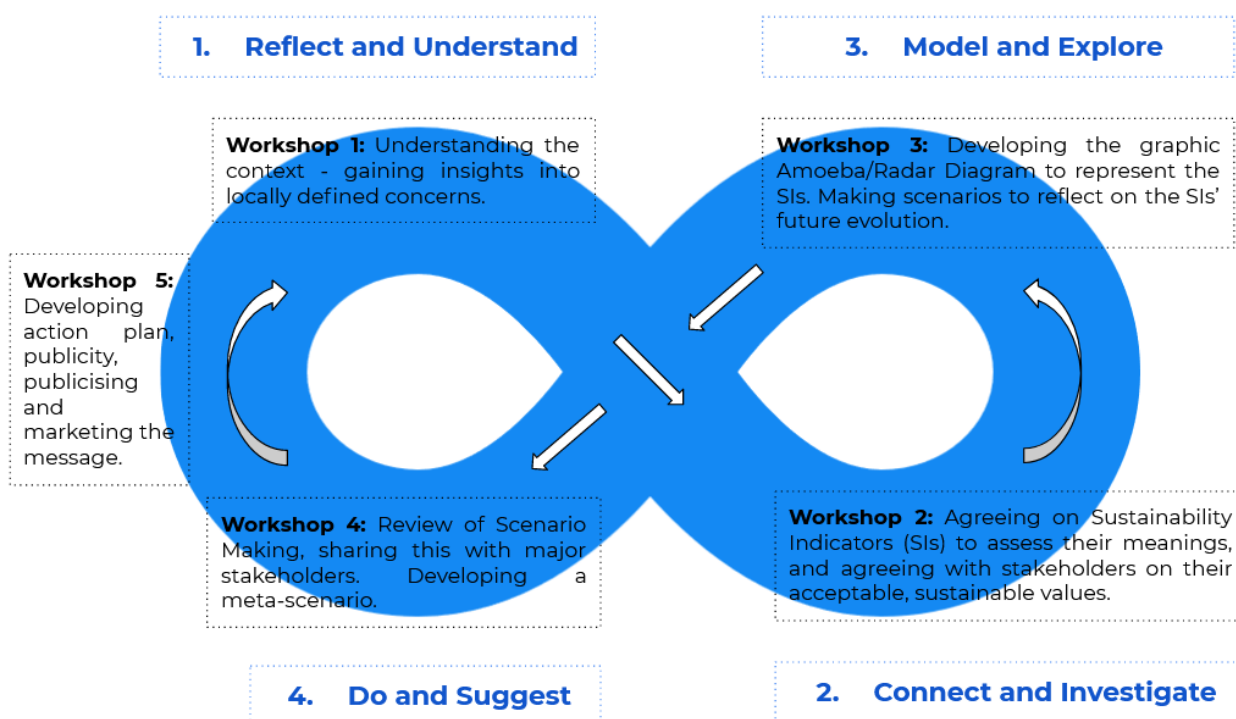 1. Reflect and Understand
3. Model and Explore
Workshop 1: Understanding the
context - gaining insights into
locally defined concerns.
Workshop 3: Developing the graphic
Amoeba/Radar Diagram to represent the
SIs. Making scenarios to reflect on the SIs’
future evolution.
Workshop 5:
Developing
action plan,
publicity,
publicising
and
marketing the
message.
Workshop 4: Review of Scenario
Making, sharing this with major
stakeholders. Developing a
meta-scenario.
Workshop 2: Agreeing on Sustainability
Indicators (SIs) to assess their meanings,
and agreeing with stakeholders on their
acceptable, sustainable values.
4. Do and Suggest
2. Connect and Investigate